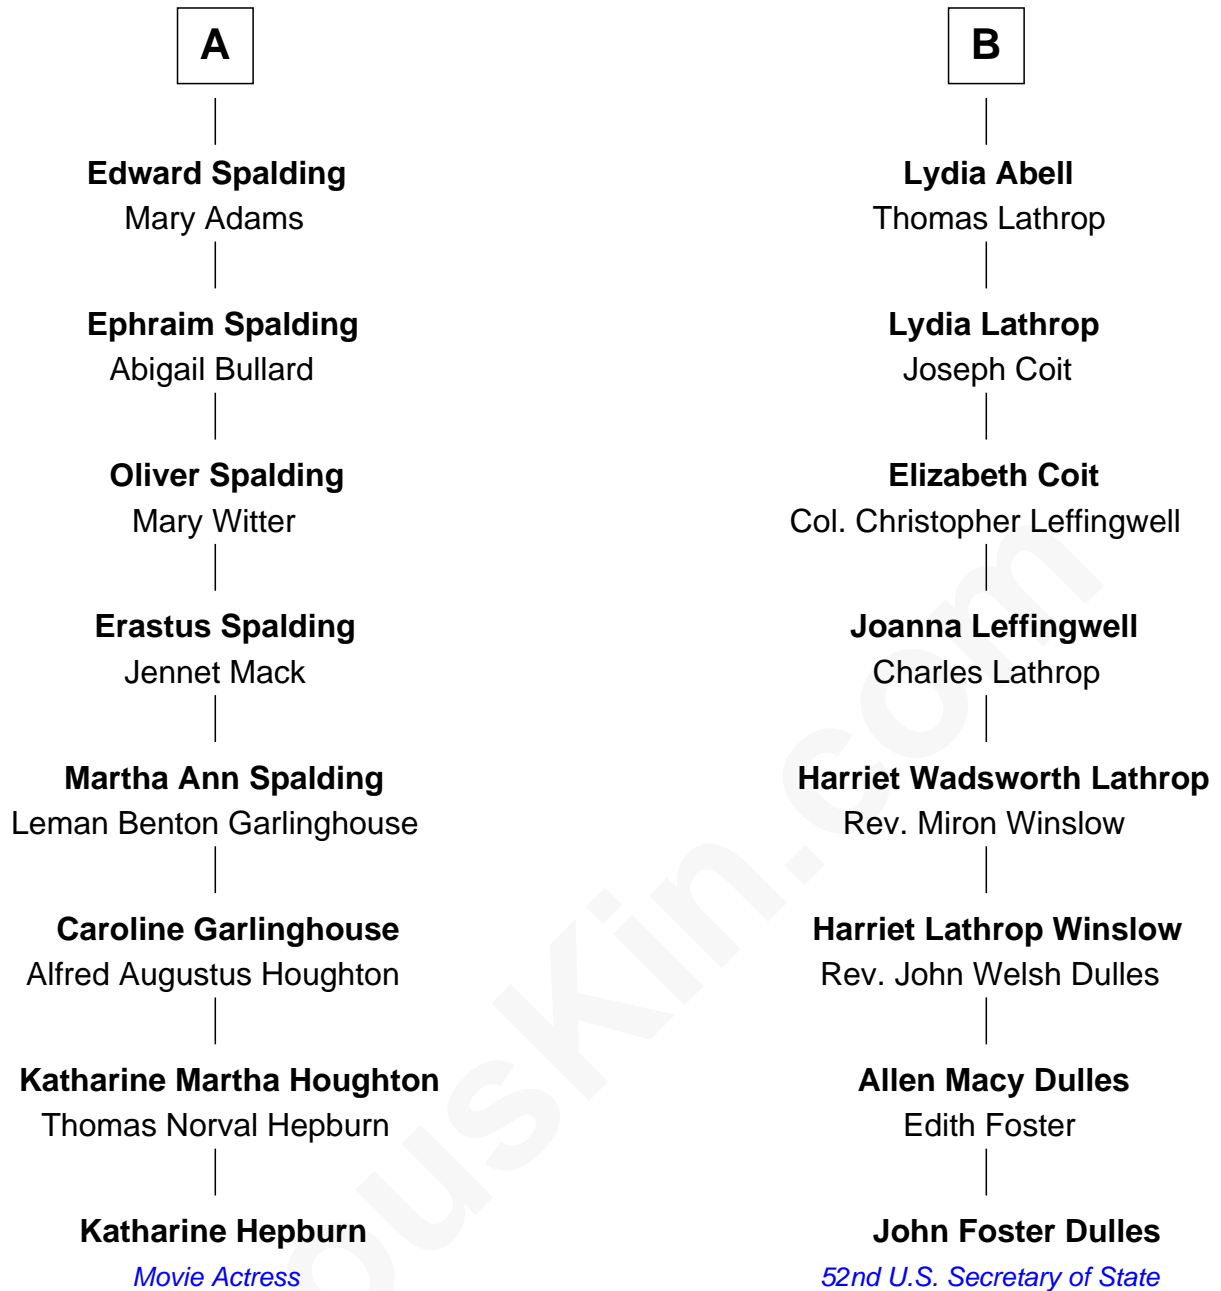 A
Edward Spalding
Mary Adams
Ephraim Spalding
Abigail Bullard
Oliver Spalding
Mary Witter
Erastus Spalding
Jennet Mack
Martha Ann Spalding
Leman Benton Garlinghouse
Caroline Garlinghouse
Alfred Augustus Houghton
Katharine Martha Houghton
Thomas Norval Hepburn
Katharine Hepburn
Movie Actress
B
Lydia Abell
Thomas Lathrop
Lydia Lathrop
Joseph Coit
Elizabeth Coit
Col. Christopher Leffingwell
Joanna Leffingwell
Charles Lathrop
Harriet Wadsworth Lathrop
Rev. Miron Winslow
Harriet Lathrop Winslow
Rev. John Welsh Dulles
Allen Macy Dulles
Edith Foster
John Foster Dulles
52nd U.S. Secretary of State
ousKin.com